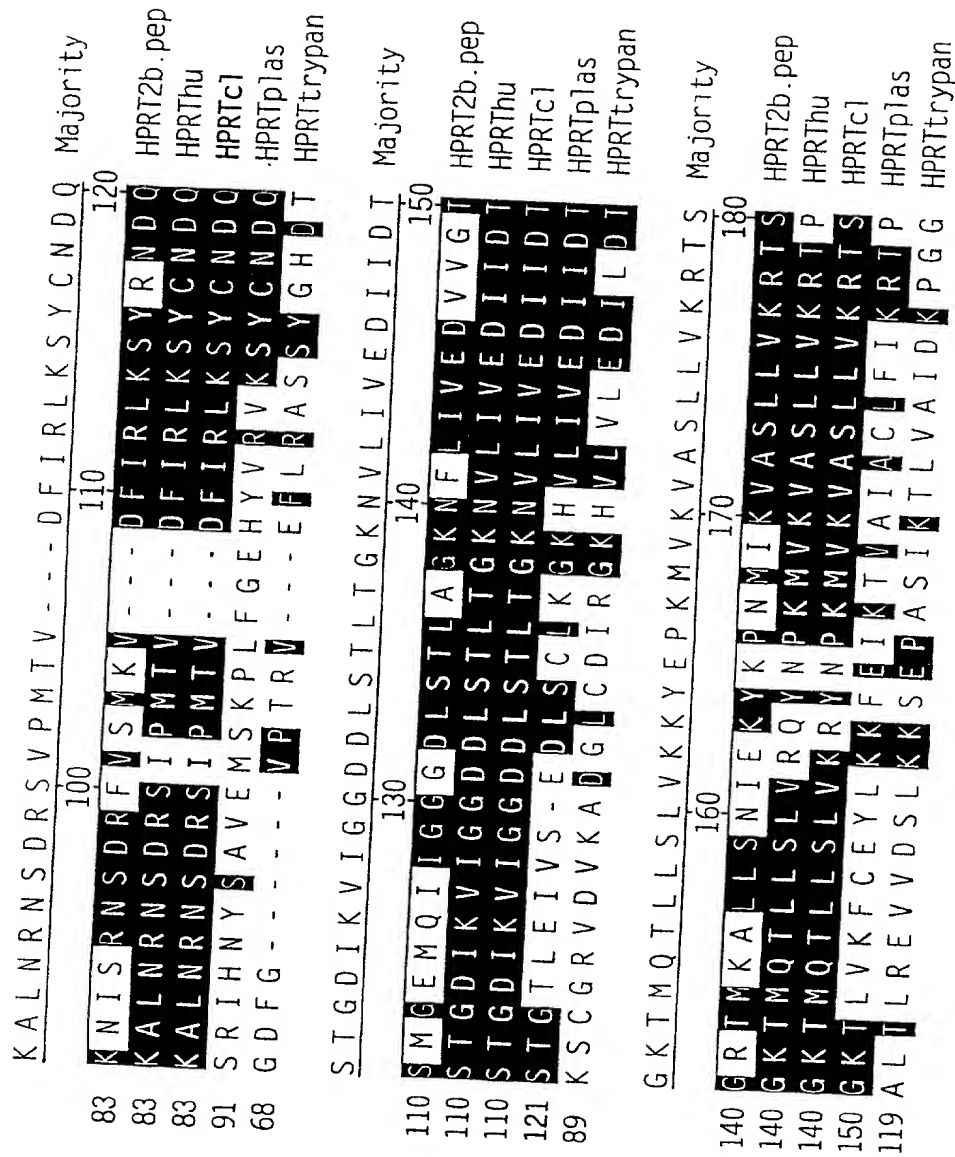 K A L N R N S D R S V P M T V - - - D F I R L K S Y C N D Q Majority
100 110 120
83 K N I S R N S D R F V S M K V - - - D F I R L K S Y R N D Q HPRT2b.pep
83 K A L N R N S D R S I P M T V - - - D F I R L K S Y C N D Q HPRThu
83 K A L N R N S D R S I P M T V - - - D F I R L K S Y C N D Q HPRTcl
91 S R I H N Y S A V E M S K P L F G E H Y V R V K S Y C N D Q HPRTplas
68 G D F G - - - - - - V P T R V - - - E F L R A S S Y G H D T HPRTtrypan
S T G D I K V I G G D D L S T L T G K N V L I V E D I I D T Majority
130 140 150
110 S M G E M Q I I G G G D L S T L A G K N F L I V E D V V G T HPRT2b.pep
110 S T G D I K V I G G D D L S T L T G K N V L I V E D I I D T HPRThu
110 S T G D I K V I G G D D L S T L T G K N V L I V E D I I D T HPRTcl
121 S T G T L E I V S - E D L S C L K G K H V L I V E D I I D T HPRTplas
89 K S C G R V D V K A D G L C D I R G K H V L V L E D I L D T HPRTtrypan
G K T M Q T L L S L V K K Y E P K M V K V A S L L V K R T S Majority
160 170 180
140 G R T M K A L L S N I E K Y K P N M I K V A S L L V K R T S HPRT2b.pep
140 G K T M Q T L L S L V R Q Y N P K M V K V A S L L V K R T P HPRThu
140 G K T M Q T L L S L V K R Y N P K M V K V A S L L V K R T S HPRTcl
150 G K T L V K F C E Y L K K F E I K T V A I A C L F I K R T P HPRTplas
119 A L T L R E V V D S L K K S E P A S I K T L V A I D K P G G HPRTtrypan